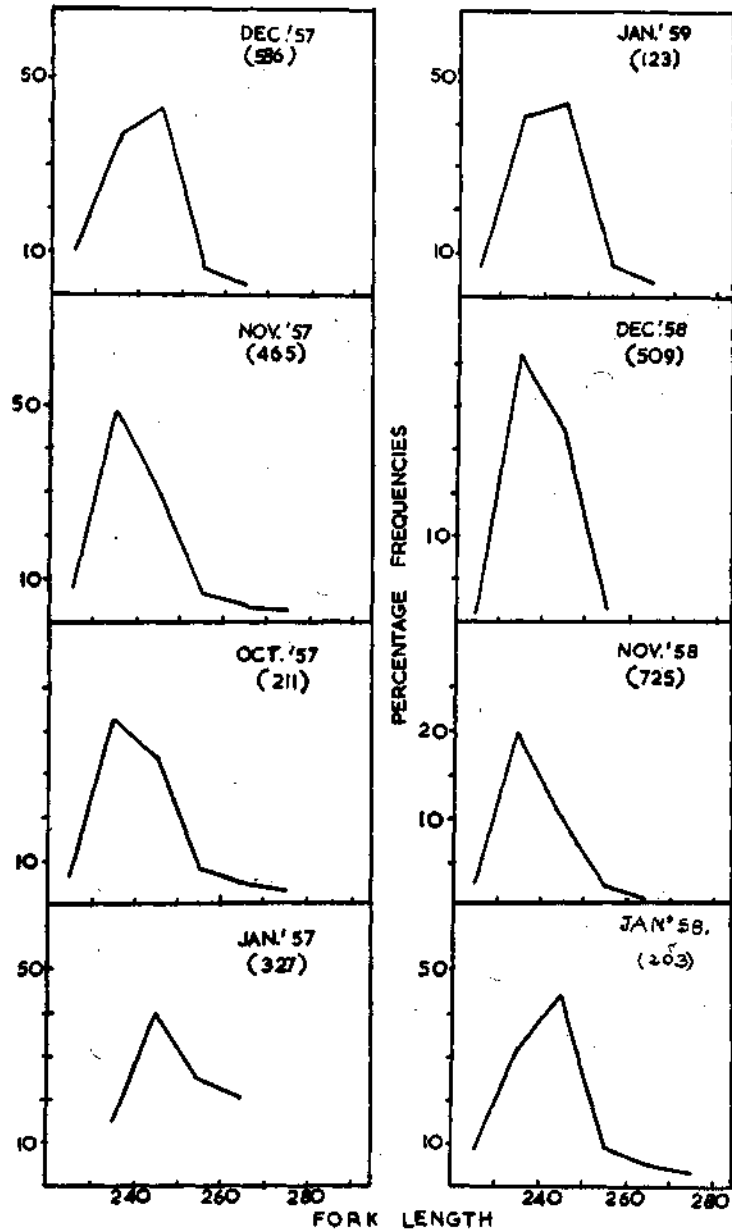 DEC.'57
(586)
50
10
JAN.'59
(123)
50
10
NOV.'57
(465)
50
10
DEC.'58
(509)
10
PERCENTAGE FREQUENCIES
OCT.'57
(211)
10
NOV.'58
(725)
20
10
JAN.'57
(327)
50
10
JAN' 58.
(203)
50
10
240 260 280
240 260 280
FORK LENGTH